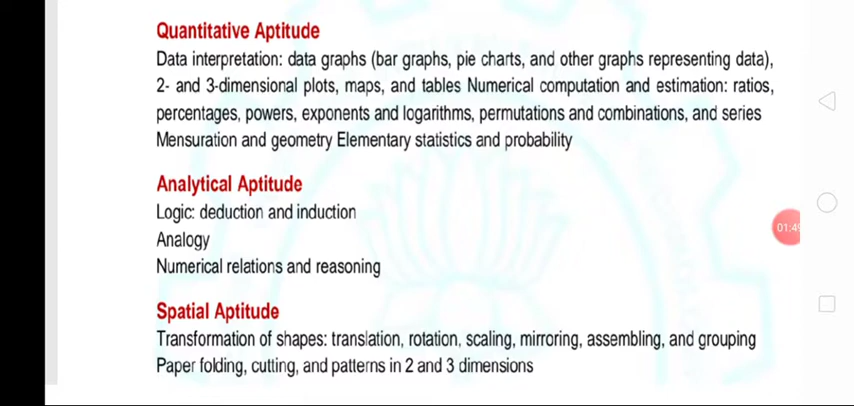 Quantitative Aptitude
Data interpretation: data graphs (bar graphs, pie charts, and other graphs representing data),
2- and 3-dimensional plots, maps, and tables Numerical computation and estimation: ratios,
percentages, powers, exponents and logarithms, permutations and combinations, and series
Mensuration and geometry Elementary statistics and probability
Analytical Aptitude
Logic: deduction and induction
Analogy
Numerical relations and reasoning
01:49
Spatial Aptitude
Transformation of shapes: translation, rotation, scaling, mirroring, assembling, and grouping
Paper folding, cutting, and patterns in 2 and 3 dimensions